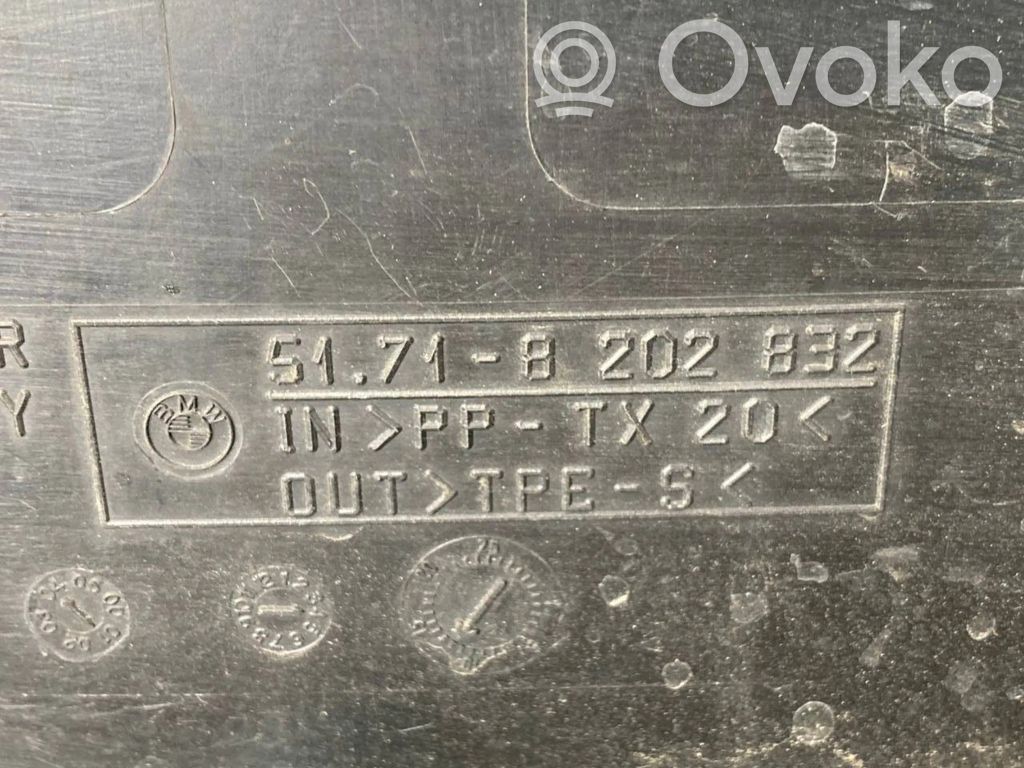 Ovoko
R
Y
51.71-8 202 832
BMW
IN >PP-TX 20<
OUT>TPE-S<